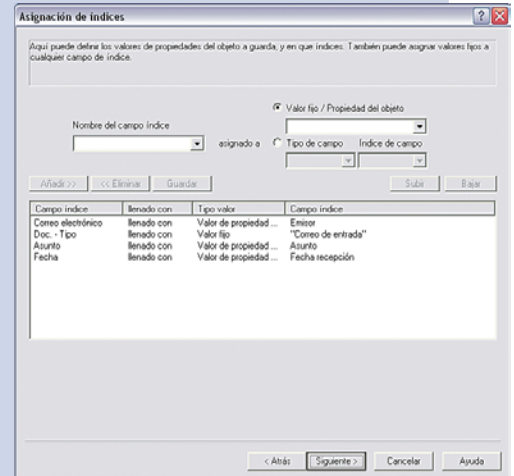 Asignación de índices
Aquí puede definir los valores de propiedades del objeto a guarda, y en que índices. También puede asignar valores fijos a
cualquier campo de índice.
Valor fijo / Propiedad del objeto
Nombre del campo índice
asignado a
Tipo de campo Indice de campo
Añadir >> << Eliminar Guardar Subir Bajar
Campo índice llenado con Tipo valor Campo índice
Correo electrónico llenado con Valor de propiedad ... Emisor
Doc. - Tipo llenado con Valor fijo "Correo de entrada"
Asunto llenado con Valor de propiedad ... Asunto
Fecha llenado con Valor de propiedad ... Fecha recepción
< Atrás Siguiente > Cancelar Ayuda